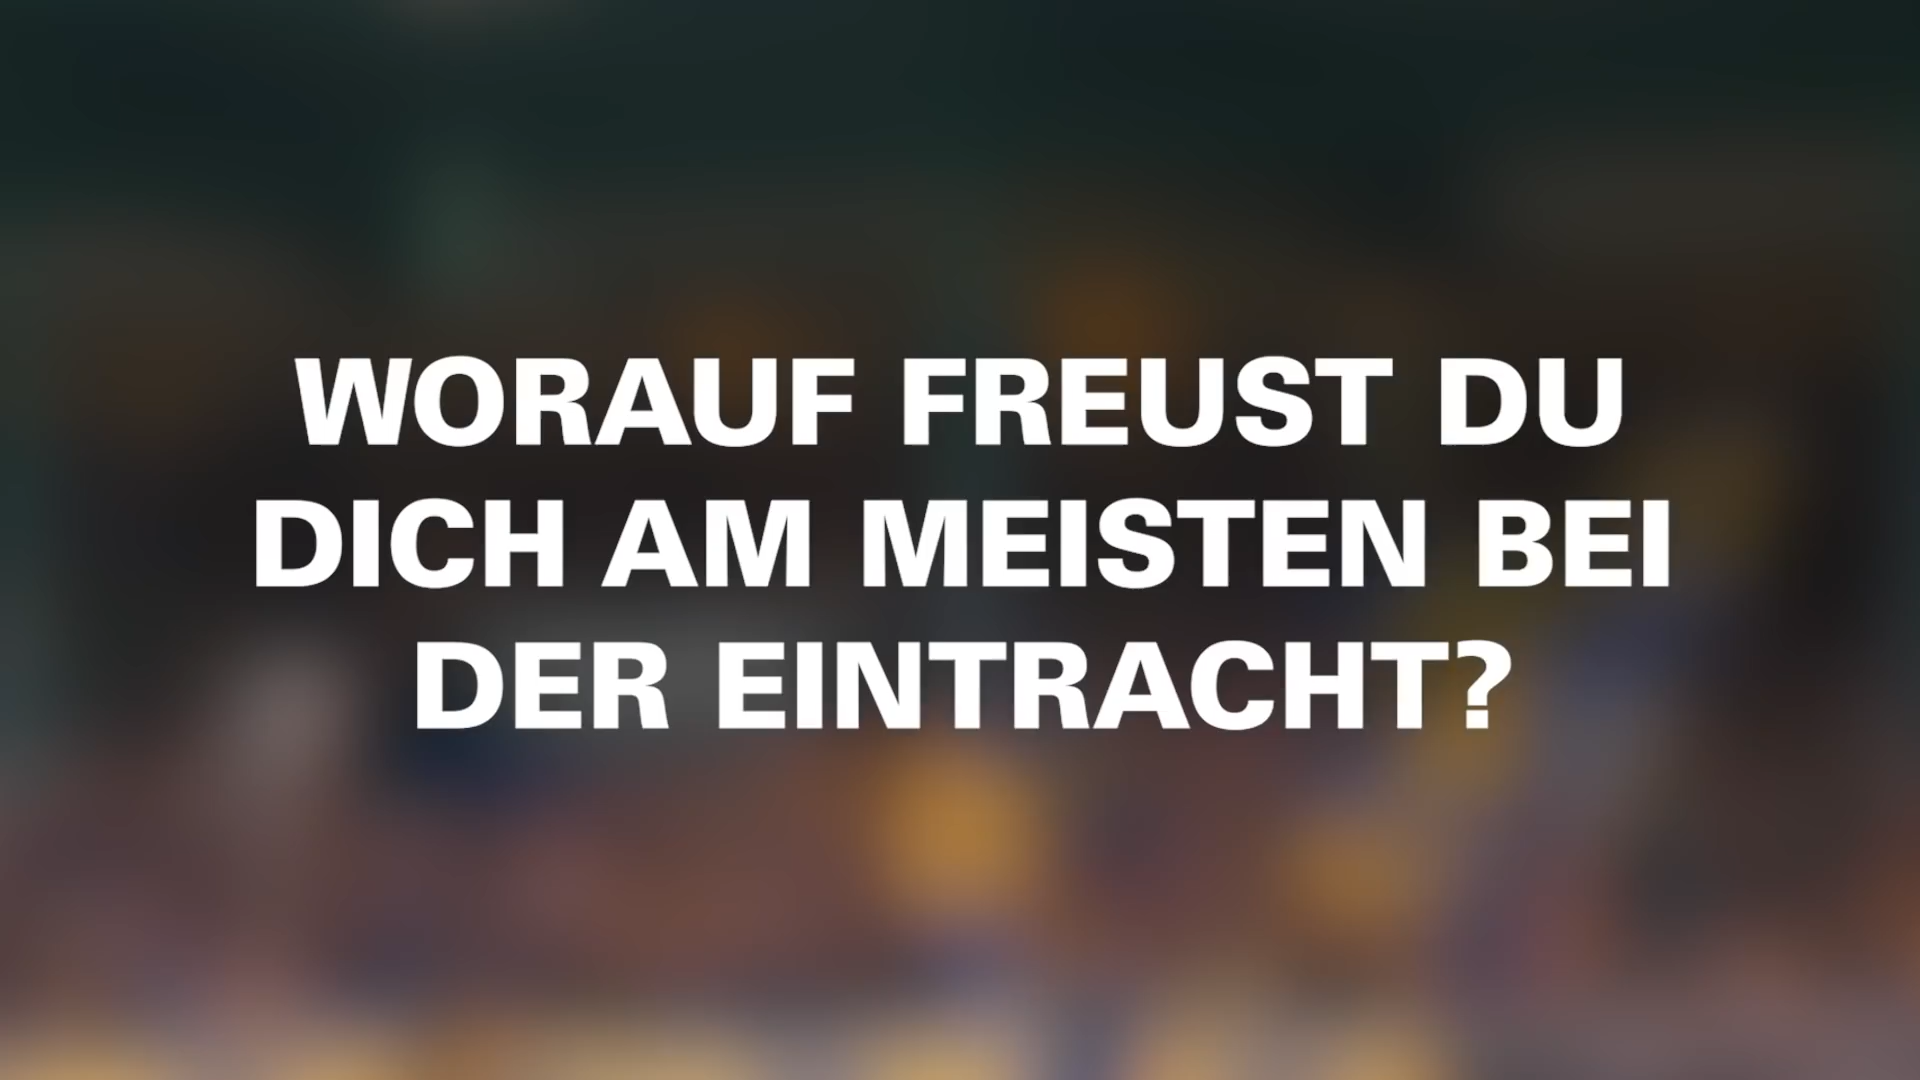 WORAUF FREUST DU
DICH AM MEISTEN BEI
DER EINTRACHT?